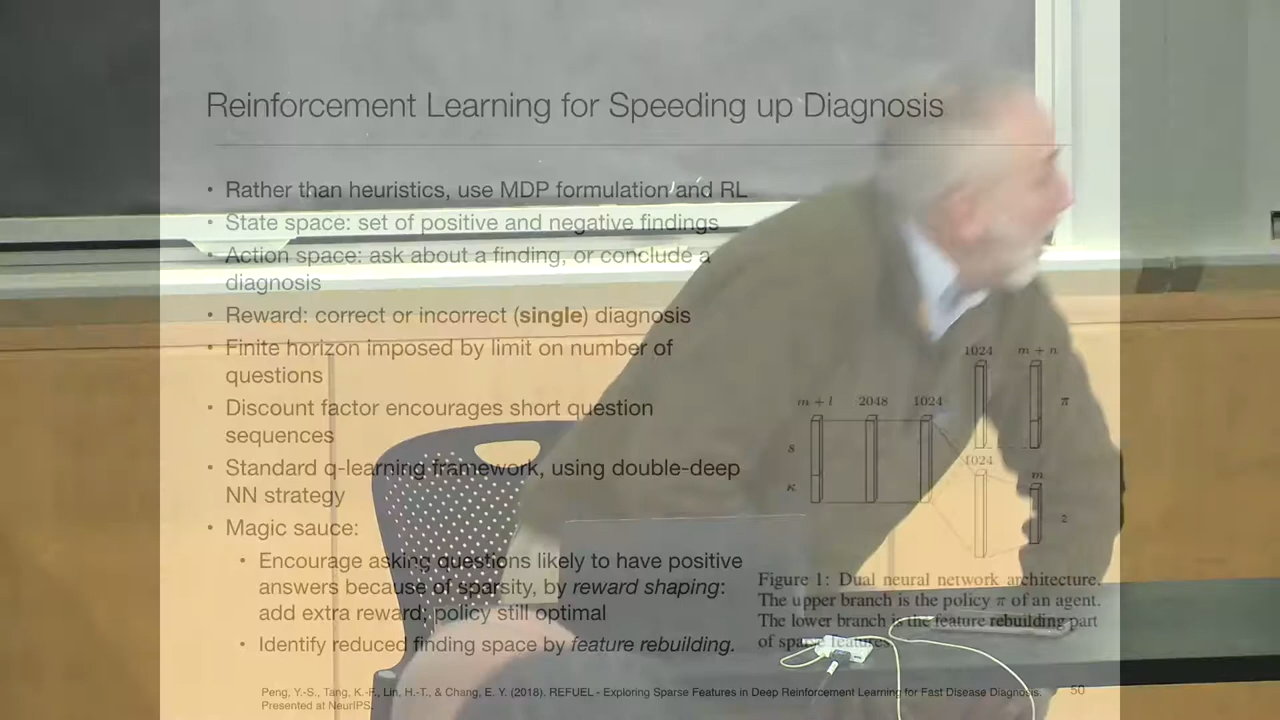 Reinforcement Learning for Speeding up Diagnosis
• Rather than heuristics, use MDP formulation and RL
• State space: set of positive and negative findings
• Action space: ask about a finding, or conclude a
diagnosis
• Reward: correct or incorrect (single) diagnosis
• Finite horizon imposed by limit on number of
questions
• Discount factor encourages short question
sequences
• Standard q-learning framework, using double-deep
NN strategy
• Magic sauce:
• Encourage asking questions likely to have positive
answers because of sparsity, by reward shaping:
add extra reward; policy still optimal
• Identify reduced finding space by feature rebuilding.
1024 m + n
m + l 2048 1024
π
s
1024
m
κ
z
Figure 1: Dual neural network architecture.
The upper branch is the policy π of an agent.
The lower branch is the feature rebuilding part
of sparse features.
Peng, Y.-S., Tang, K.-F., Lin, H.-T., & Chang, E. Y. (2018). REFUEL - Exploring Sparse Features in Deep Reinforcement Learning for Fast Disease Diagnosis.
Presented at NeurIPS.
50